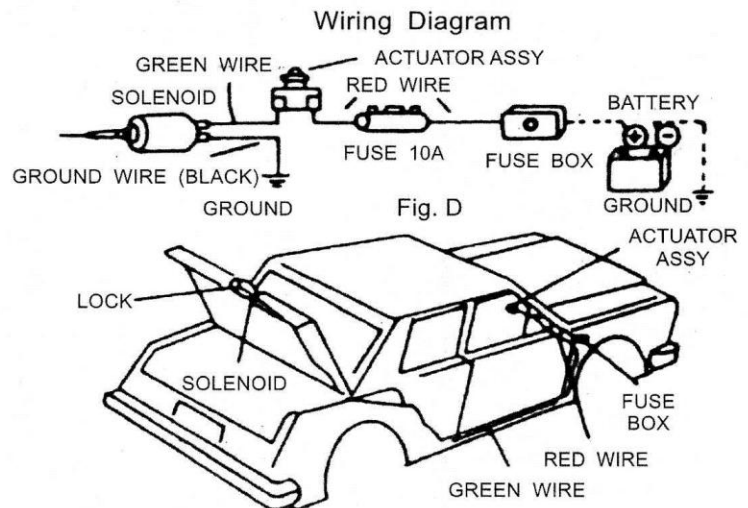 Wiring Diagram
ACTUATOR ASSY
GREEN WIRE
RED WIRE
SOLENOID
BATTERY
FUSE 10A
FUSE BOX
GROUND WIRE (BLACK)
GROUND
Fig. D
GROUND
ACTUATOR
ASSY
LOCK
SOLENOID
FUSE
BOX
RED WIRE
GREEN WIRE